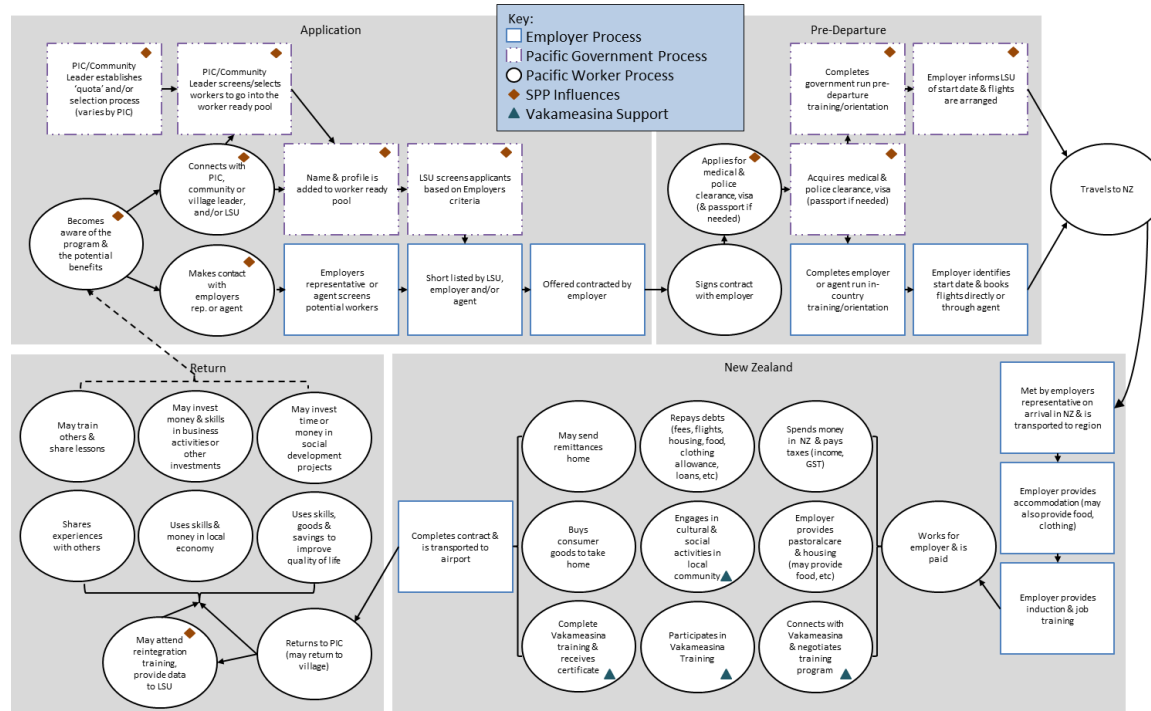 Key:
Employer Process
Pacific Government Process
Pacific Worker Process
SPP Influences
Vakameasina Support
Application
PIC/Community
Leader establishes
'quota' and/or
selection process
(varies by PIC)
PIC/Community
Leader screens/selects
workers to go into the
worker ready pool
Connects with
PIC,
community or
village leader,
and/or LSU
Name & profile is
added to worker ready
pool
LSU screens applicants
based on Employers
criteria
Becomes
aware of the
program & the
potential
benefits
Makes contact
with
employers
rep. or agent
Employers
representative or
agent screens
potential workers
Short listed by LSU,
employer and/or
agent
Offered contracted by
employer
Pre-Departure
Completes
government run pre-
departure
training/orientation
Employer informs LSU
of start date & flights
are arranged
Applies for
medical &
police
clearance, visa
(& passport if
needed)
Acquires medical &
police clearance, visa
(passport if needed)
Signs contract
with employer
Completes employer
or agent run in-
country
training/orientation
Employer identifies
start date & books
flights directly or
through agent
Travels to NZ
Return
May train
others &
share lessons
May invest
money & skills
in business
activities or
other
investments
May invest
time or
money in
social
development
projects
Shares
experiences
with others
Uses skills &
money in local
economy
Uses skills,
goods &
savings to
improve
quality of life
May attend
reintegration
training,
provide data
to LSU
Returns to PIC
(may return to
village)
New Zealand
Completes contract &
is transported to
airport
May send
remittances
home
Repays debts
(fees, flights,
housing, food,
clothing
allowance,
loans, etc)
Spends money
in NZ & pays
taxes (income,
GST)
Buys
consumer
goods to take
home
Engages in
cultural &
social
activities in
local
community
Employer
provides
pastoral care
& housing
(may provide
food, etc)
Complete
Vakameasina
training &
receives
certificate
Participates in
Vakameasina
Training
Connects with
Vakameasina
& negotiates
training
program
Works for
employer & is
paid
Met by employers
representative on
arrival in NZ & is
transported to region
Employer provides
accommodation (may
also provide food,
clothing)
Employer provides
induction & job
training